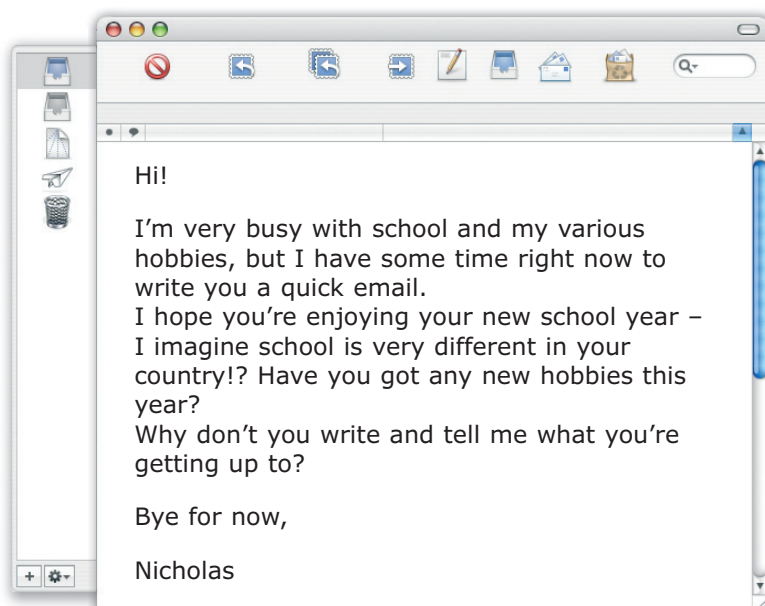 Hi!
I’m very busy with school and my various
hobbies, but I have some time right now to
write you a quick email.
I hope you’re enjoying your new school year –
I imagine school is very different in your
country!? Have you got any new hobbies this
year?
Why don’t you write and tell me what you’re
getting up to?
Bye for now,
Nicholas